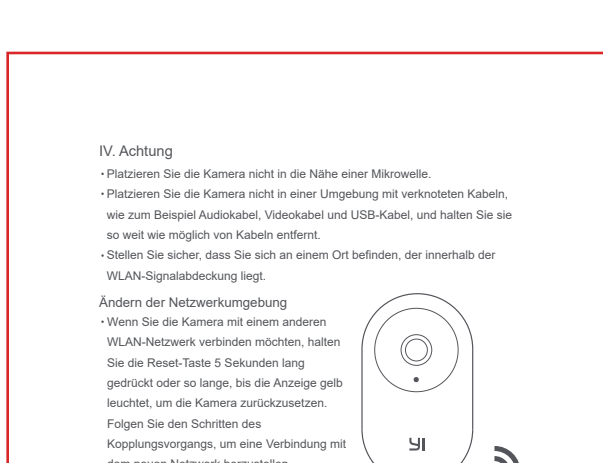 IV. Achtung
· Platzieren Sie die Kamera nicht in die Nähe einer Mikrowelle.
· Platzieren Sie die Kamera nicht in einer Umgebung mit verknoteten Kabeln,
wie zum Beispiel Audiokabel, Videokabel und USB-Kabel, und halten Sie sie
so weit wie möglich von Kabeln entfernt.
· Stellen Sie sicher, dass Sie sich an einem Ort befinden, der innerhalb der
WLAN-Signalabdeckung liegt.
Ändern der Netzwerkumgebung
· Wenn Sie die Kamera mit einem anderen
WLAN-Netzwerk verbinden möchten, halten
Sie die Reset-Taste 5 Sekunden lang
gedrückt oder so lange, bis die Anzeige gelb
leuchtet, um die Kamera zurückzusetzen.
Folgen Sie den Schritten des
Kopplungsvorgangs, um eine Verbindung mit
dem neuen Netzwerk herzustellen
YI